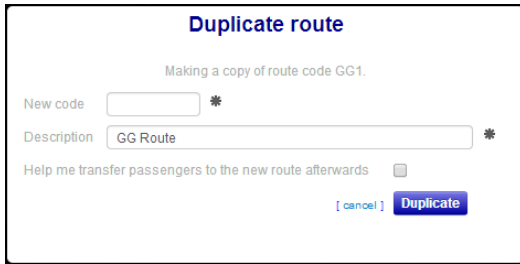 Duplicate route
Making a copy of route code GG1.
New code *
Description GG Route *
Help me transfer passengers to the new route afterwards
[ cancel ] Duplicate